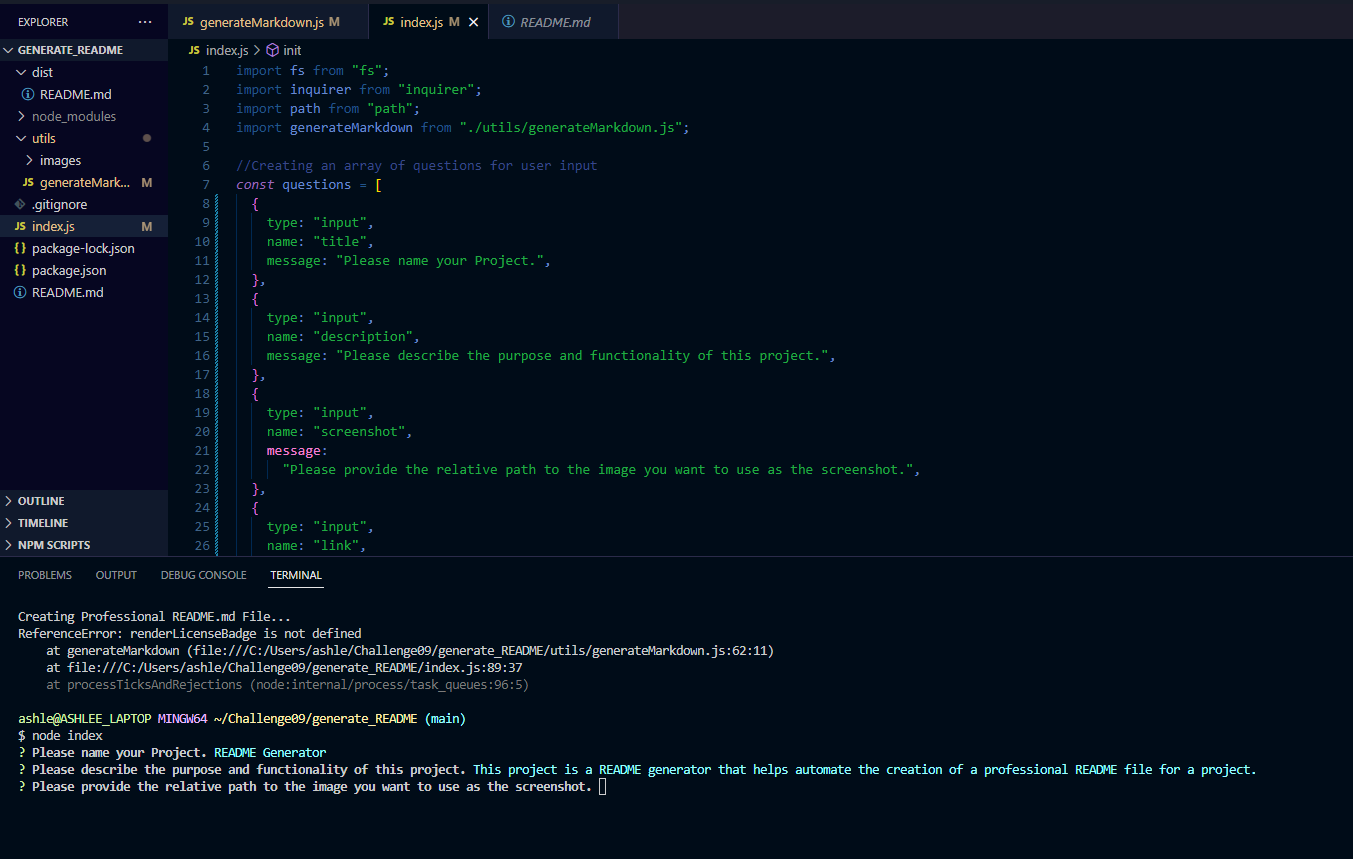 EXPLORER
GENERATE_README
dist
README.md
node_modules
utils
images
JS generateMark... M
.gitignore
JS index.js M
{} package-lock.json
{} package.json
README.md
OUTLINE
TIMELINE
NPM SCRIPTS
JS generateMarkdown.js M
JS index.js M
README.md
JS index.js > init
1 import fs from "fs";
2 import inquirer from "inquirer";
3 import path from "path";
4 import generateMarkdown from "./utils/generateMarkdown.js";
5
6 //Creating an array of questions for user input
7 const questions = [
8 {
9 type: "input",
10 name: "title",
11 message: "Please name your Project.",
12 },
13 {
14 type: "input",
15 name: "description",
16 message: "Please describe the purpose and functionality of this project.",
17 },
18 {
19 type: "input",
20 name: "screenshot",
21 message:
22 "Please provide the relative path to the image you want to use as the screenshot.",
23 },
24 {
25 type: "input",
26 name: "link",
PROBLEMS OUTPUT DEBUG CONSOLE TERMINAL
Creating Professional README.md File...
ReferenceError: renderLicenseBadge is not defined
at generateMarkdown (file:///C:/Users/ashle/Challenge09/generate_README/utils/generateMarkdown.js:62:11)
at file:///C:/Users/ashle/Challenge09/generate_README/index.js:89:37
at processTicksAndRejections (node:internal/process/task_queues:96:5)
ashle@ASHLEE_LAPTOP MINGW64 ~/Challenge09/generate_README (main)
$ node index
? Please name your Project. README Generator
? Please describe the purpose and functionality of this project. This project is a README generator that helps automate the creation of a professional README file for a project.
? Please provide the relative path to the image you want to use as the screenshot.